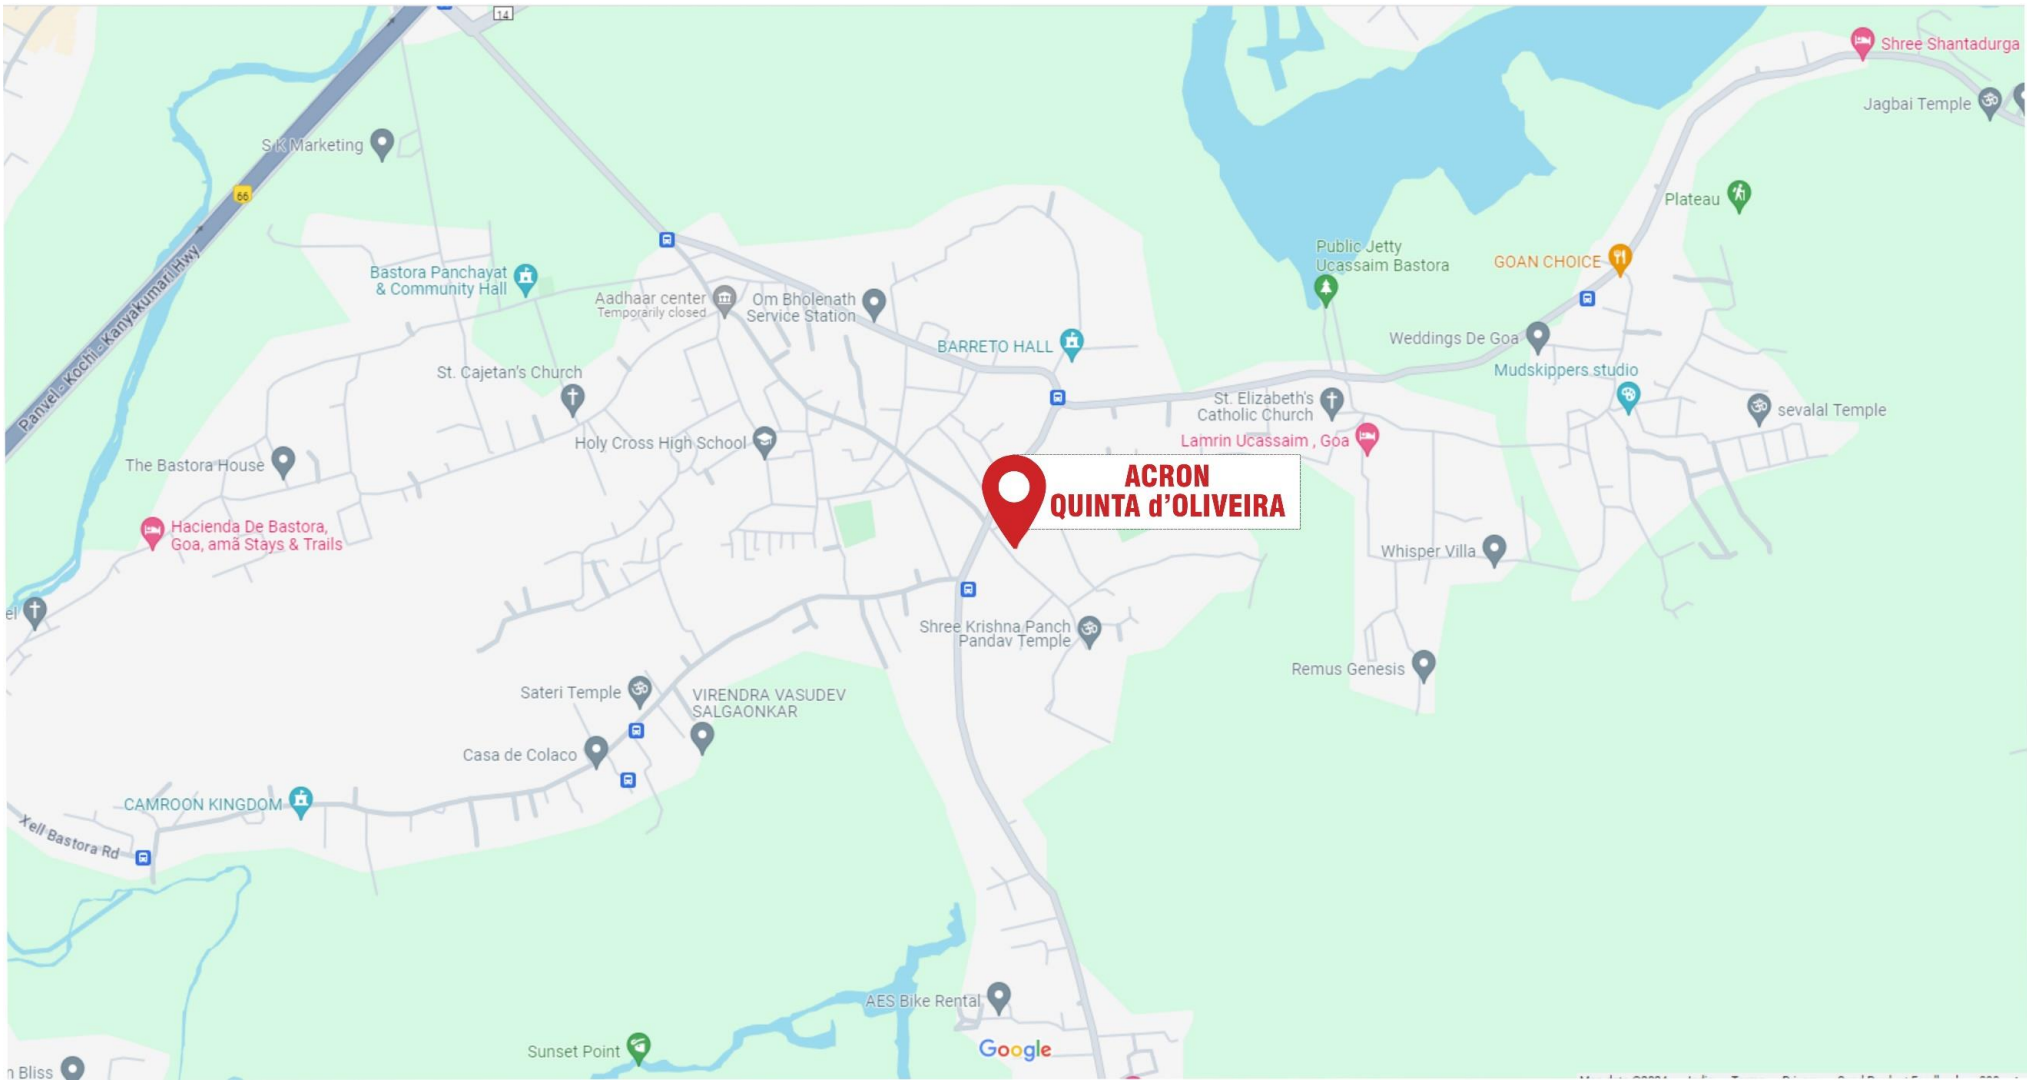 14
Shree Shantadurga
Jagbai Temple
S K Marketing
66
Plateau
Panvel - Kochi - Kanyakumari Hwy
Public Jetty
Ucassaim Bastora
GOAN CHOICE
Bastora Panchayat
& Community Hall
Aadhaar center
Temporarily closed
Om Bholenath
Service Station
BARRETO HALL
Weddings De Goa
St. Cajetan's Church
Mudskippers studio
St. Elizabeth's
Catholic Church
sevalal Temple
Holy Cross High School
Lamrin Ucassaim , Goa
The Bastora House
ACRON
QUINTA d'OLIVEIRA
Hacienda De Bastora,
Goa, amã Stays & Trails
Whisper Villa
el
Shree Krishna Panch
Pandav Temple
Remus Genesis
Sateri Temple
VIRENDRA VASUDEV
SALGAONKAR
Casa de Colaco
CAMROON KINGDOM
Xell Bastora Rd
AES Bike Rental
Sunset Point
Google
n Bliss